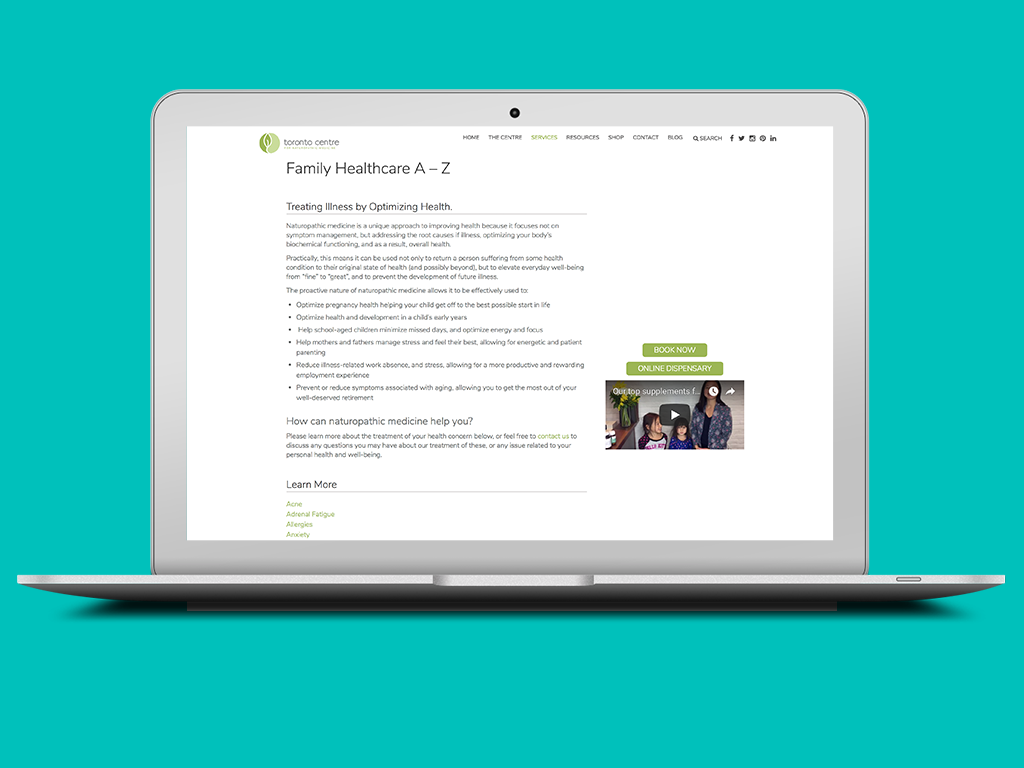 toronto centre
FOR NATUROPATHIC MEDICINE
HOME THE CENTRE SERVICES RESOURCES SHOP CONTACT BLOG SEARCH
Family Healthcare A – Z
Treating Illness by Optimizing Health.
Naturopathic medicine is a unique approach to improving health because it focuses not on
symptom management, but addressing the root causes if illness, optimizing your body's
biochemical functioning, and as a result, overall health.
Practically, this means it can be used not only to return a person suffering from some health
condition to their original state of health (and possibly beyond), but to elevate everyday well-being
from "fine" to "great", and to prevent the development of future illness.
The proactive nature of naturopathic medicine allows it to be effectively used to:
• Optimize pregnancy health helping your child get off to the best possible start in life
• Optimize health and development in a child's early years
• Help school-aged children minimize missed days, and optimize energy and focus
• Help mothers and fathers manage stress and feel their best, allowing for energetic and patient
parenting
• Reduce illness-related work absence, and stress, allowing for a more productive and rewarding
employment experience
• Prevent or reduce symptoms associated with aging, allowing you to get the most out of your
well-deserved retirement
How can naturopathic medicine help you?
Please learn more about the treatment of your health concern below, or feel free to contact us to
discuss any questions you may have about our treatment of these, or any issue related to your
personal health and well-being.
Learn More
Acne
Adrenal Fatigue
Allergies
Anxiety
BOOK NOW
ONLINE DISPENSARY
Our top supplements f...